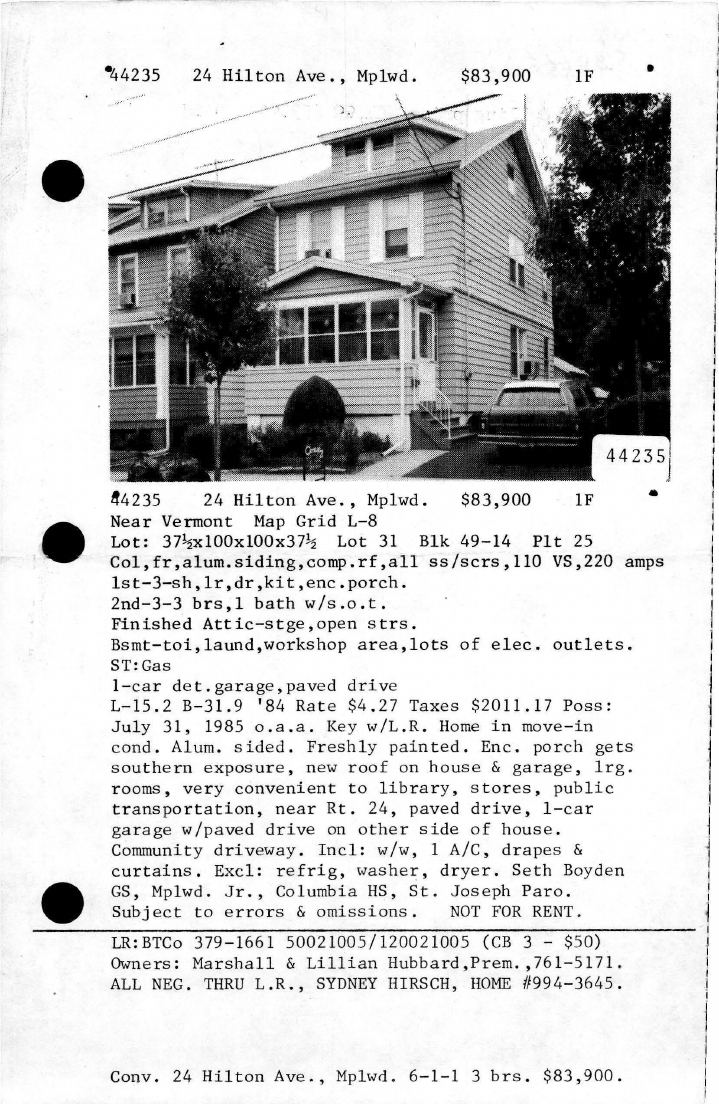 44235 24 Hilton Ave., Mplwd. $83,900 1F
44235
44235 24 Hilton Ave., Mplwd. $83,900 1F
Near Vermont Map Grid L-8
Lot: 37½x100x100x37½ Lot 31 Blk 49-14 Plt 25
Col,fr,alum.siding,comp.rf,all ss/scrs,110 VS,220 amps
1st-3-sh,lr,dr,kit,enc.porch.
2nd-3-3 brs,1 bath w/s.o.t.
Finished Attic-stge,open strs.
Bsmt-toi,laund,workshop area,lots of elec. outlets.
ST:Gas
1-car det.garage,paved drive
L-15.2 B-31.9 '84 Rate $4.27 Taxes $2011.17 Poss:
July 31, 1985 o.a.a. Key w/L.R. Home in move-in
cond. Alum. sided. Freshly painted. Enc. porch gets
southern exposure, new roof on house & garage, lrg.
rooms, very convenient to library, stores, public
transportation, near Rt. 24, paved drive, 1-car
garage w/paved drive on other side of house.
Community driveway. Incl: w/w, 1 A/C, drapes &
curtains. Excl: refrig, washer, dryer. Seth Boyden
GS, Mplwd. Jr., Columbia HS, St. Joseph Paro.
Subject to errors & omissions. NOT FOR RENT.
LR:BTCo 379-1661 50021005/120021005 (CB 3 - $50)
Owners: Marshall & Lillian Hubbard,Prem.,761-5171.
ALL NEG. THRU L.R., SYDNEY HIRSCH, HOME #994-3645.
Conv. 24 Hilton Ave., Mplwd. 6-1-1 3 brs. $83,900.